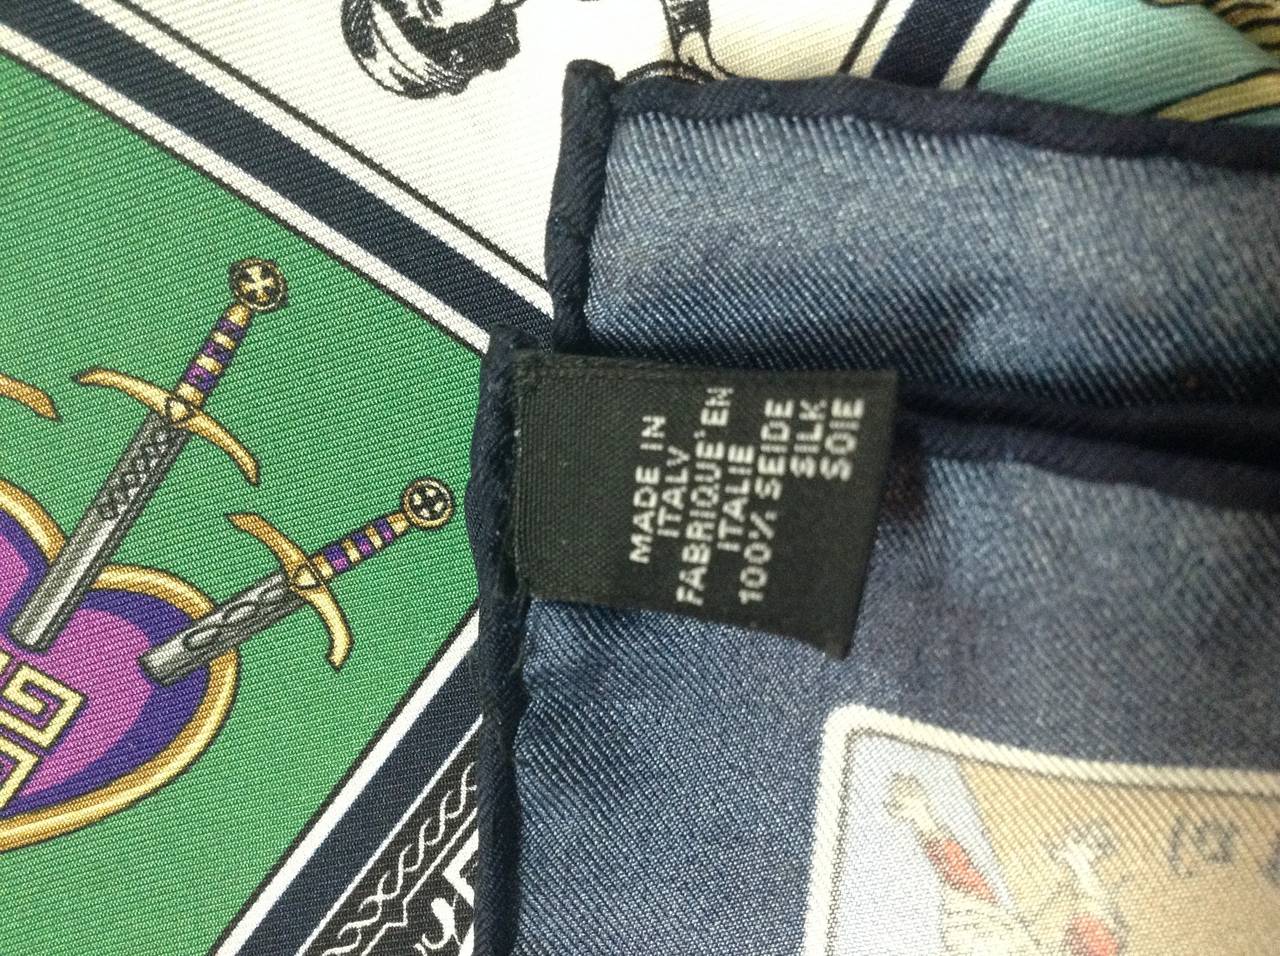 MADE IN
ITALY
FABRIQUE' EN
ITALIE
100% SEIDE
SILK
SOIE